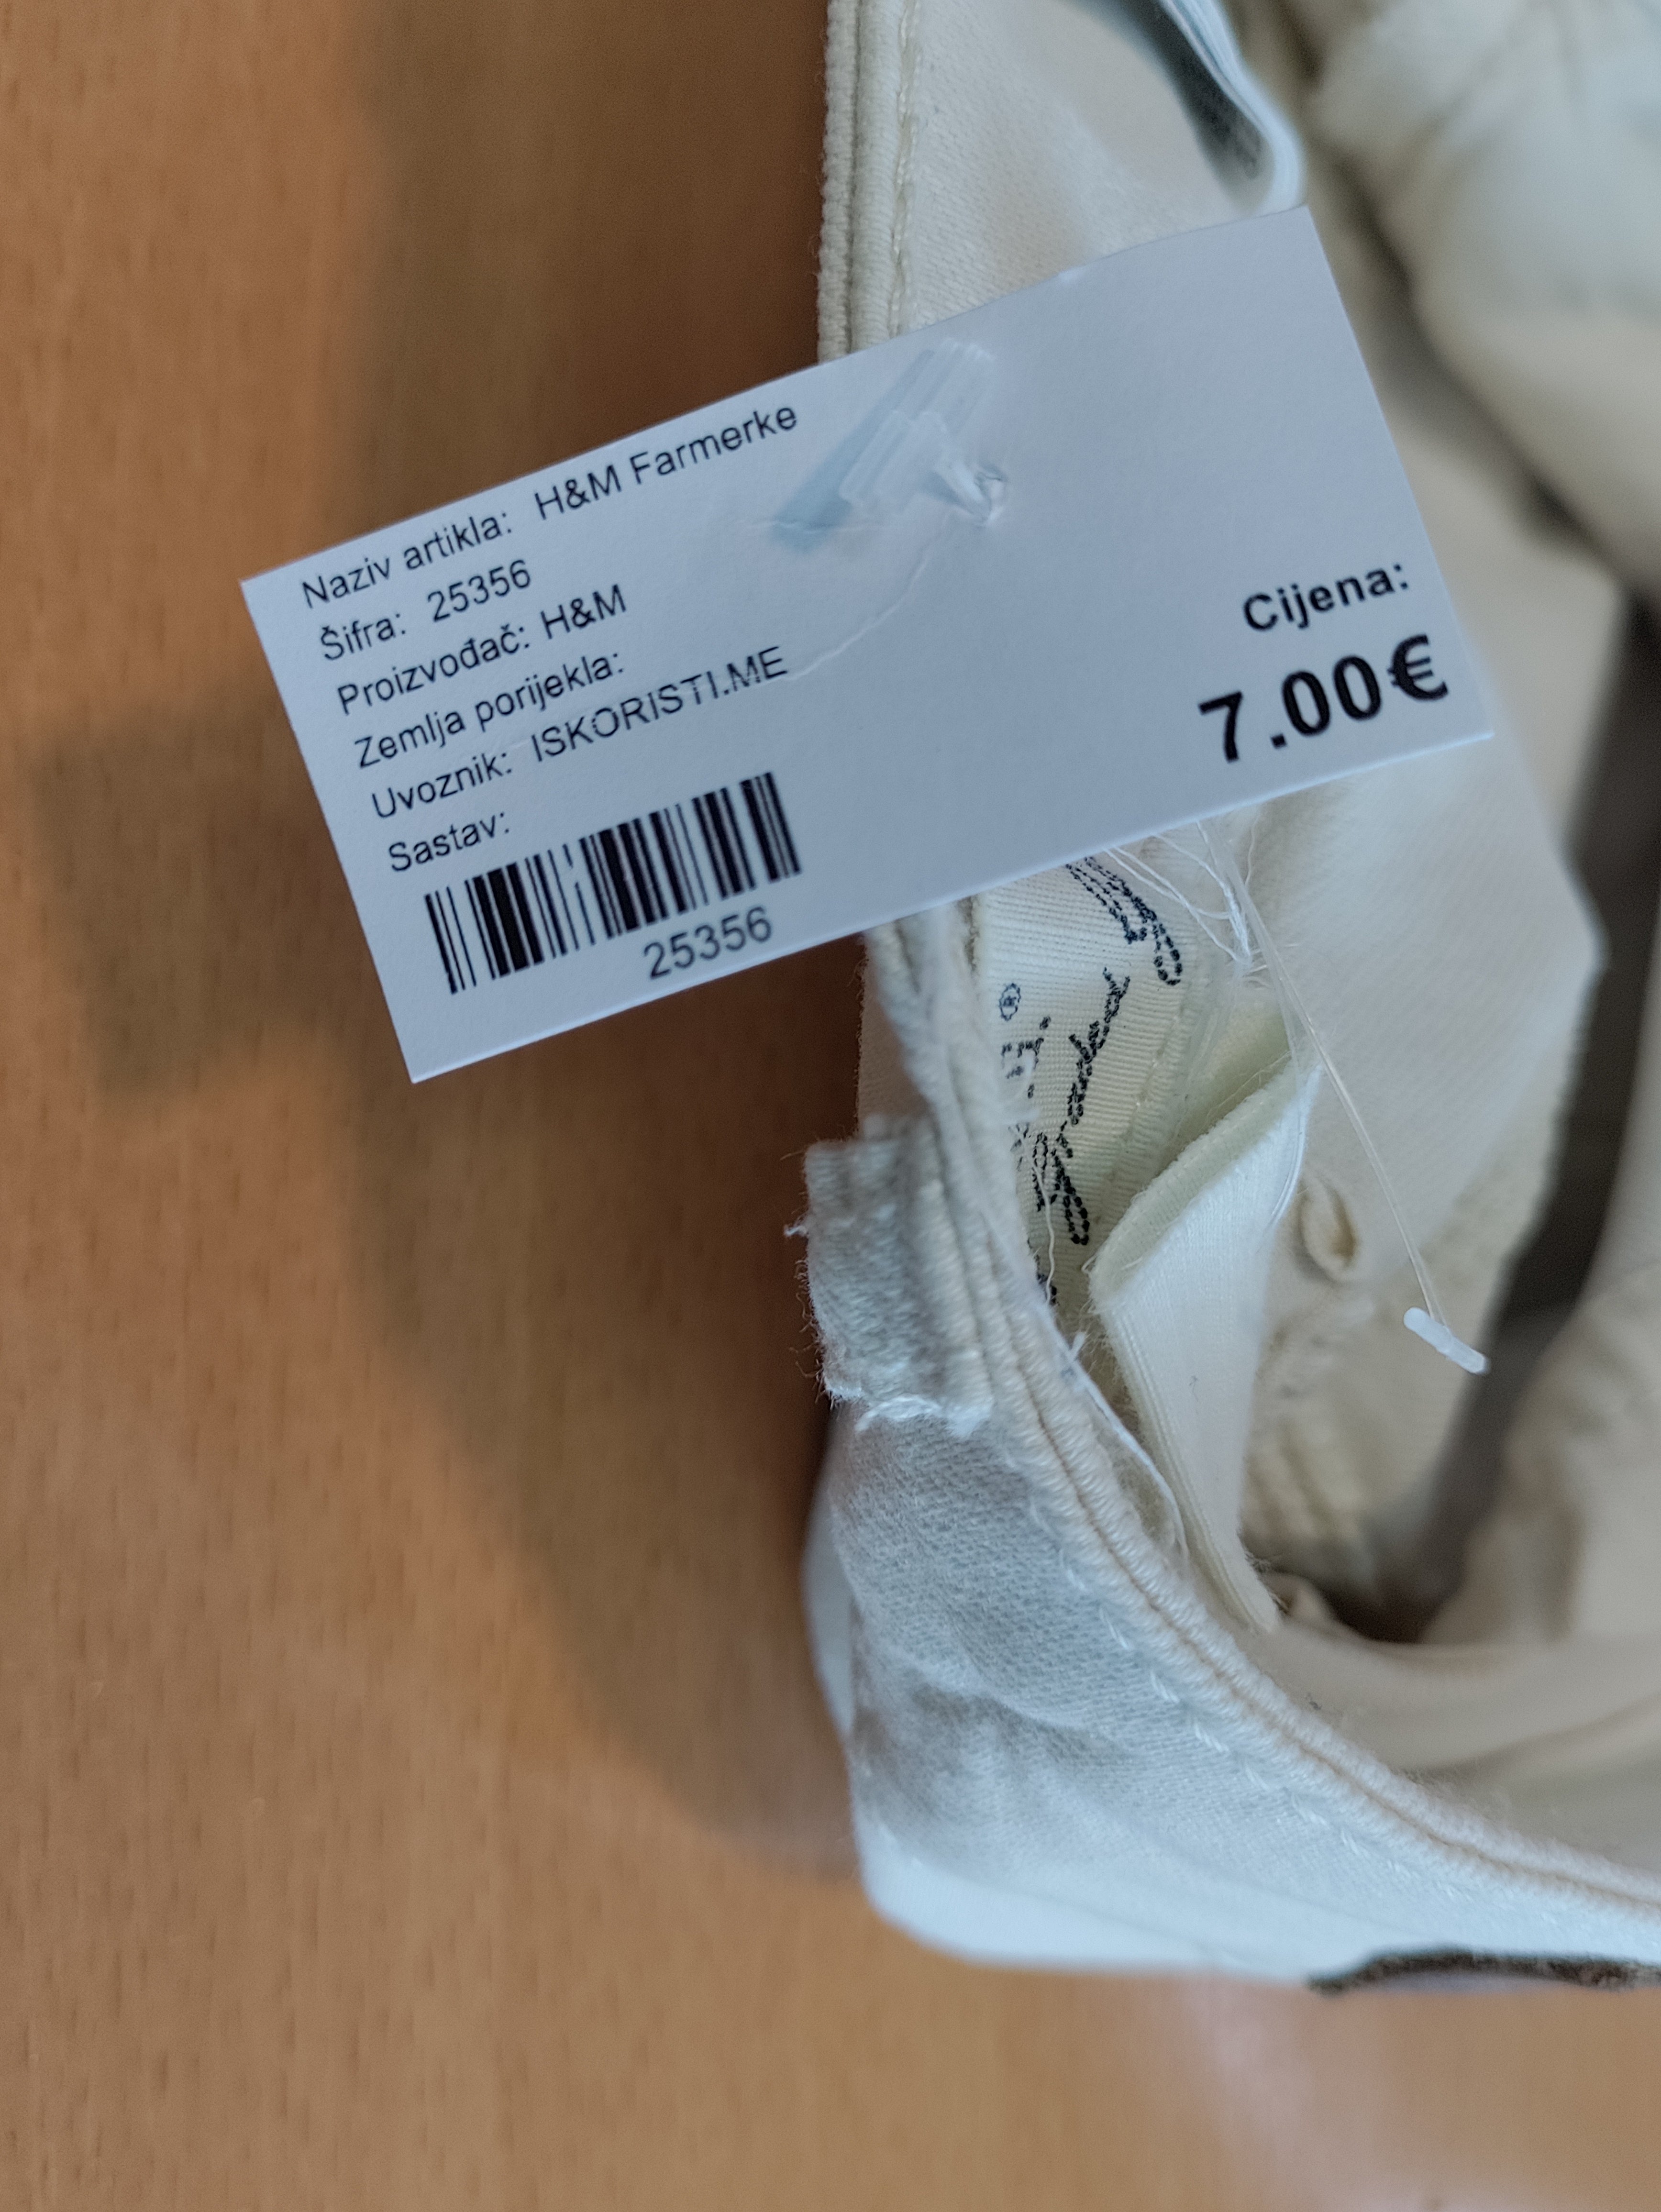 Naziv artikla: H&M Farmerke
Šifra: 25356
Proizvođač: H&M
Zemlja porijekla:
Uvoznik: ISKORISTI.ME
Sastav:
25356
Cijena:
7.00€
®